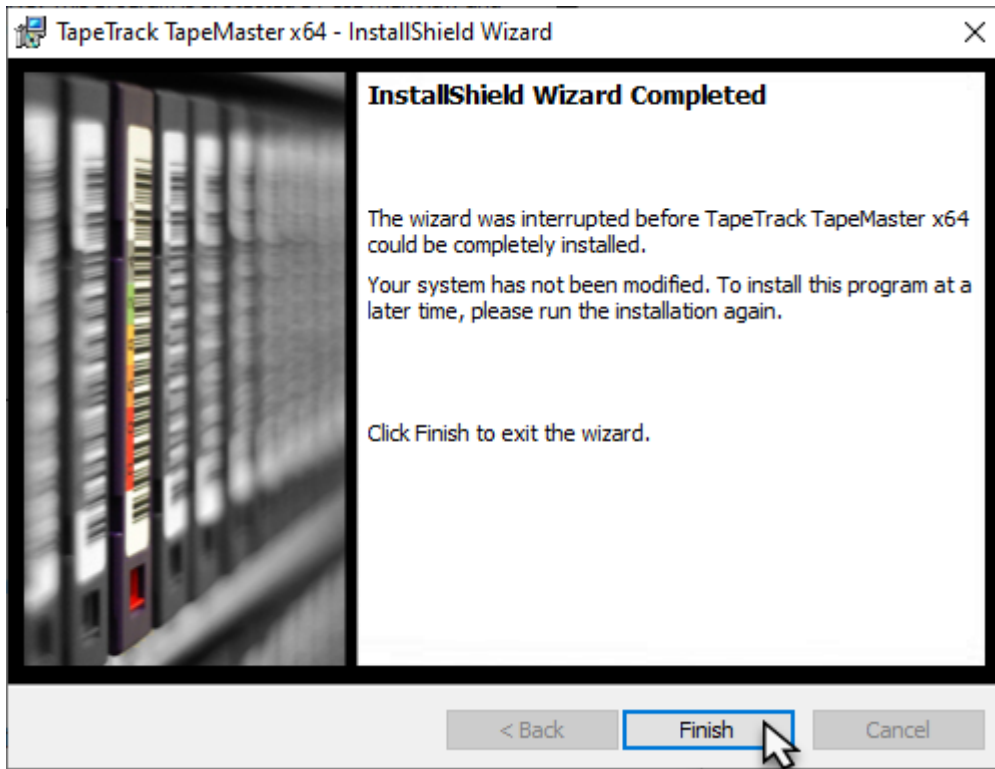 TapeTrack TapeMaster x64 - InstallShield Wizard
InstallShield Wizard Completed
The wizard was interrupted before TapeTrack TapeMaster x64
could be completely installed.
Your system has not been modified. To install this program at a
later time, please run the installation again.
Click Finish to exit the wizard.
< Back
Finish
Cancel